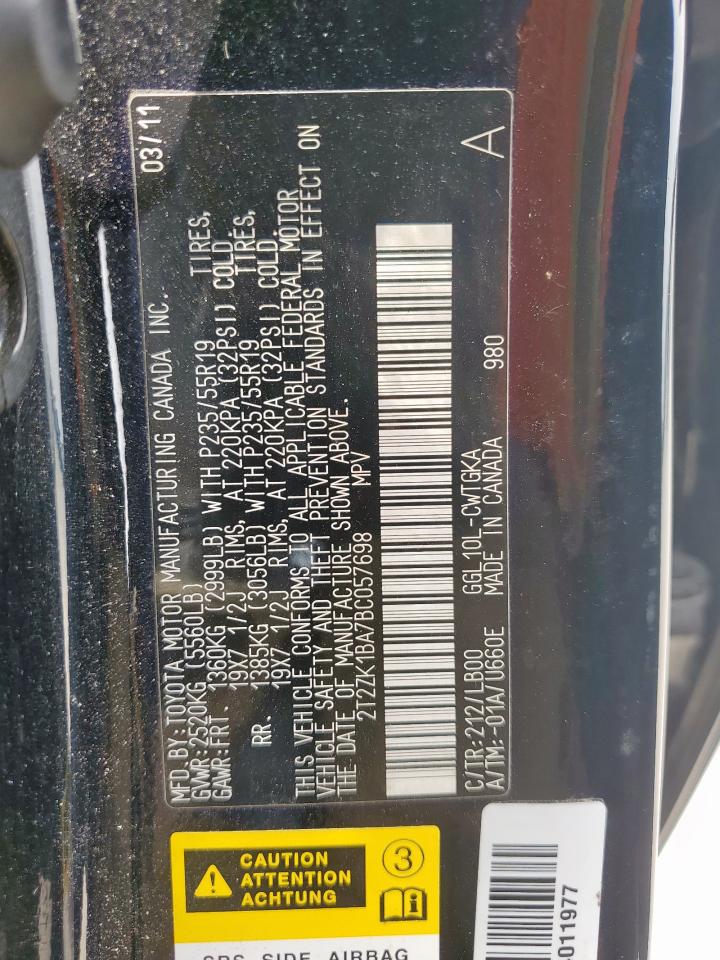 MFD.BY:TOYOTA MOTOR MANUFACTURING CANADA INC. 03/11
GVWR:2520KG (5560LB)
GAWR:FRT. 1360KG (2999LB) WITH P235/55R19 TIRES,
19X7 1/2J RIMS, AT 220KPA (32PSI) COLD
RR. 1385KG (3056LB) WITH P235/55R19 TIRES,
19X7 1/2J RIMS, AT 220KPA (32PSI) COLD.
THIS VEHICLE CONFORMS TO ALL APPLICABLE FEDERAL MOTOR
VEHICLE SAFETY AND THEFT PREVENTION STANDARDS IN EFFECT ON
THE DATE OF MANUFACTURE SHOWN ABOVE.
2T2ZK1BA7BC057698 MPV
C/TR:212/LB00 GGL10L-CWTGKA
A/TM:-01A/U660E MADE IN CANADA 980 A
CAUTION
ATTENTION
ACHTUNG
3
SRS SIDE AIRBAG
011977